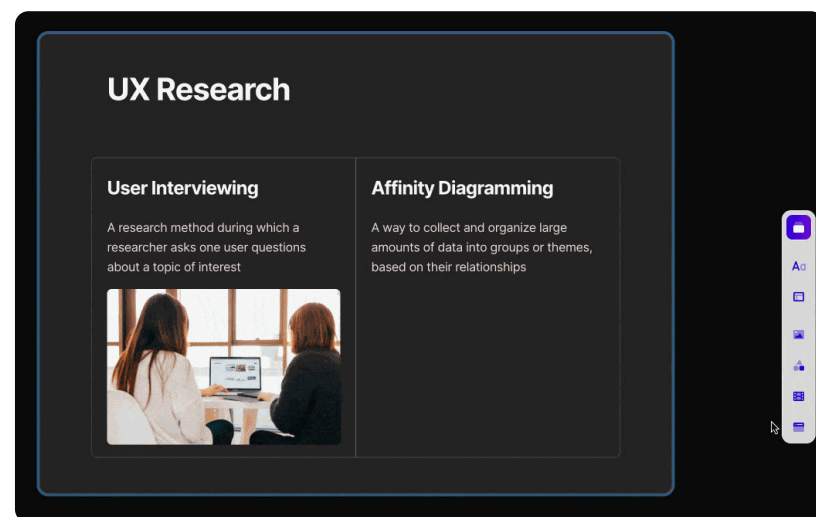 UX Research
User Interviewing
A research method during which a
researcher asks one user questions
about a topic of interest
Affinity Diagramming
A way to collect and organize large
amounts of data into groups or themes,
based on their relationships
Aa